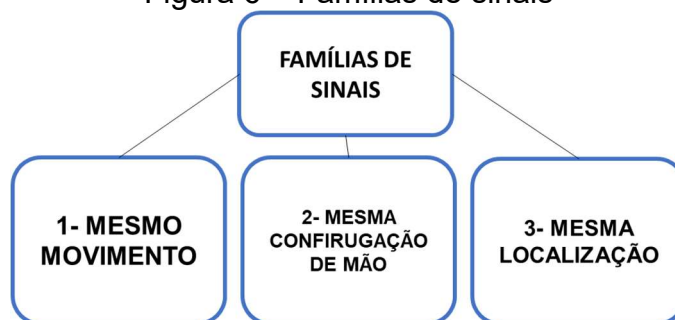 FAMÍLIAS DE
SINAIS
1- MESMO
MOVIMENTO
2- MESMA
CONFIRUGAÇÃO
DE MÃO
3- MESMA
LOCALIZAÇÃO